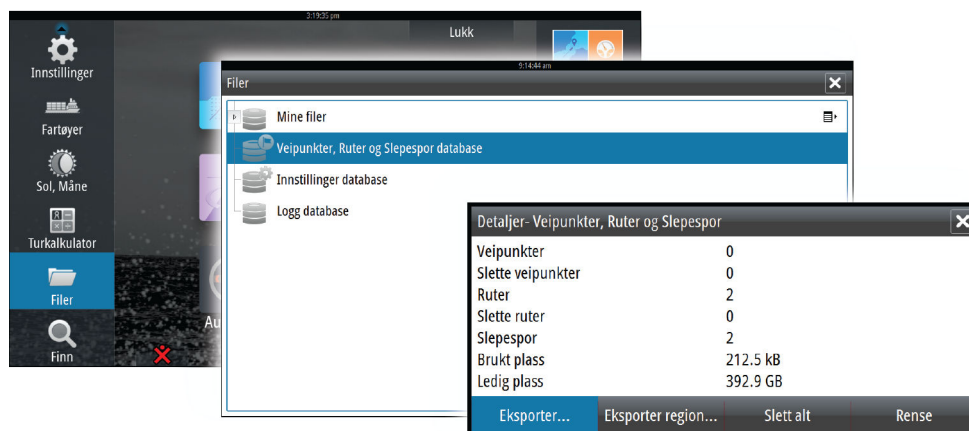 3:19:35 pm
Lukk
Innstillinger
Fartøyer
Sol, Måne
R
Turkalkulator
Filer
Finn
Au
9:14:44 am
Filer
Mine filer
Veipunkter, Ruter og Slepespor database
Innstillinger database
Logg database
Detaljer- Veipunkter, Ruter og Slepespor
Veipunkter 0
Slette veipunkter 0
Ruter 2
Slette ruter 0
Slepespor 2
Brukt plass 212.5 kB
Ledig plass 392.9 GB
Eksporter... Eksporter region... Slett alt Rense